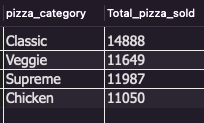 pizza_category Total_pizza_sold
Classic 14888
Veggie 11649
Supreme 11987
Chicken 11050